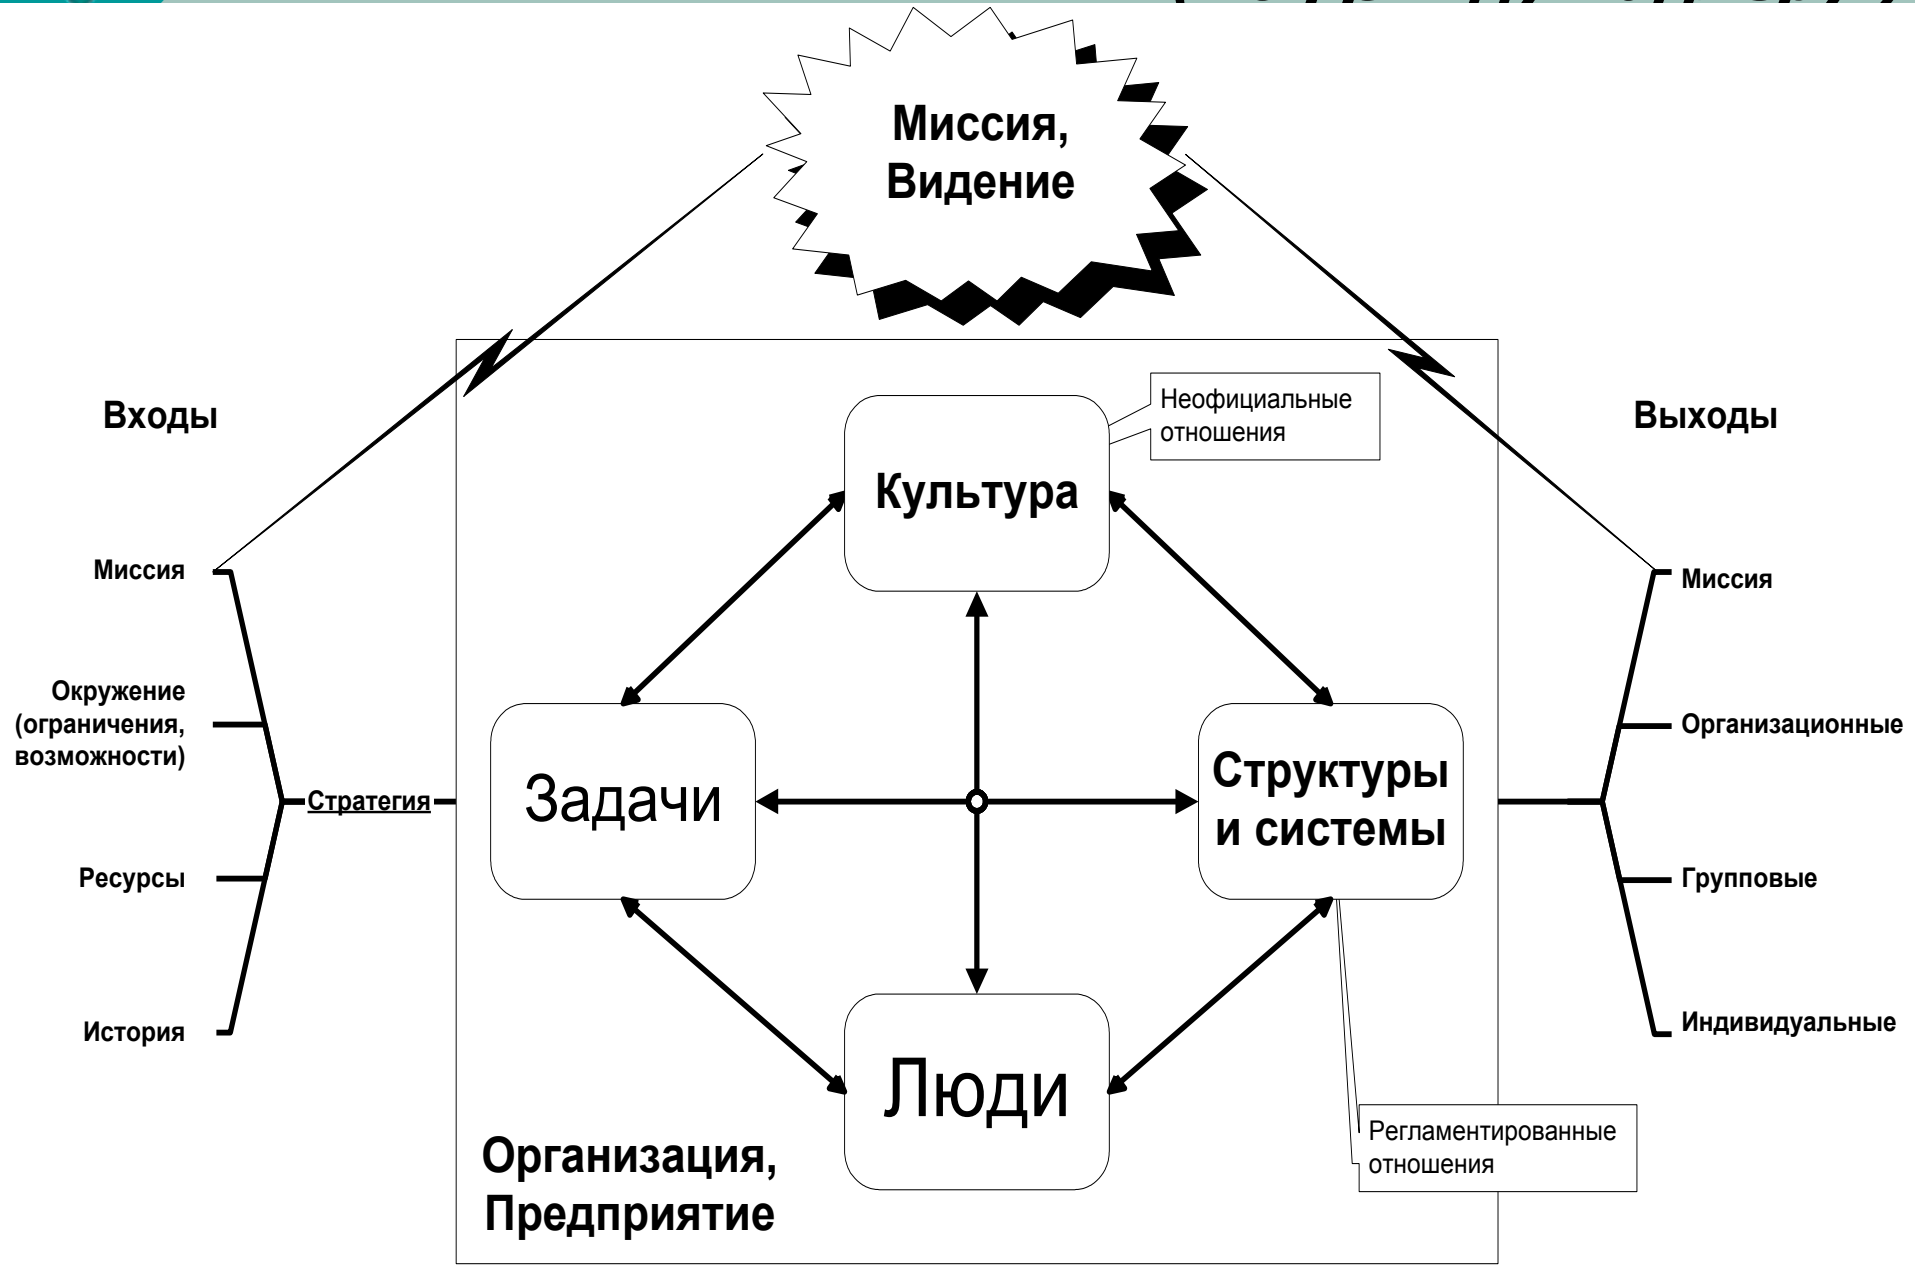 Миссия,
Видение
Входы
Выходы
Неофициальные
отношения
Культура
Миссия
Миссия
Окружение
(ограничения,
возможности)
Организационные
Стратегия
Задачи
Структуры
и системы
Ресурсы
Групповые
История
Индивидуальные
Люди
Организация,
Предприятие
Регламентированные
отношения